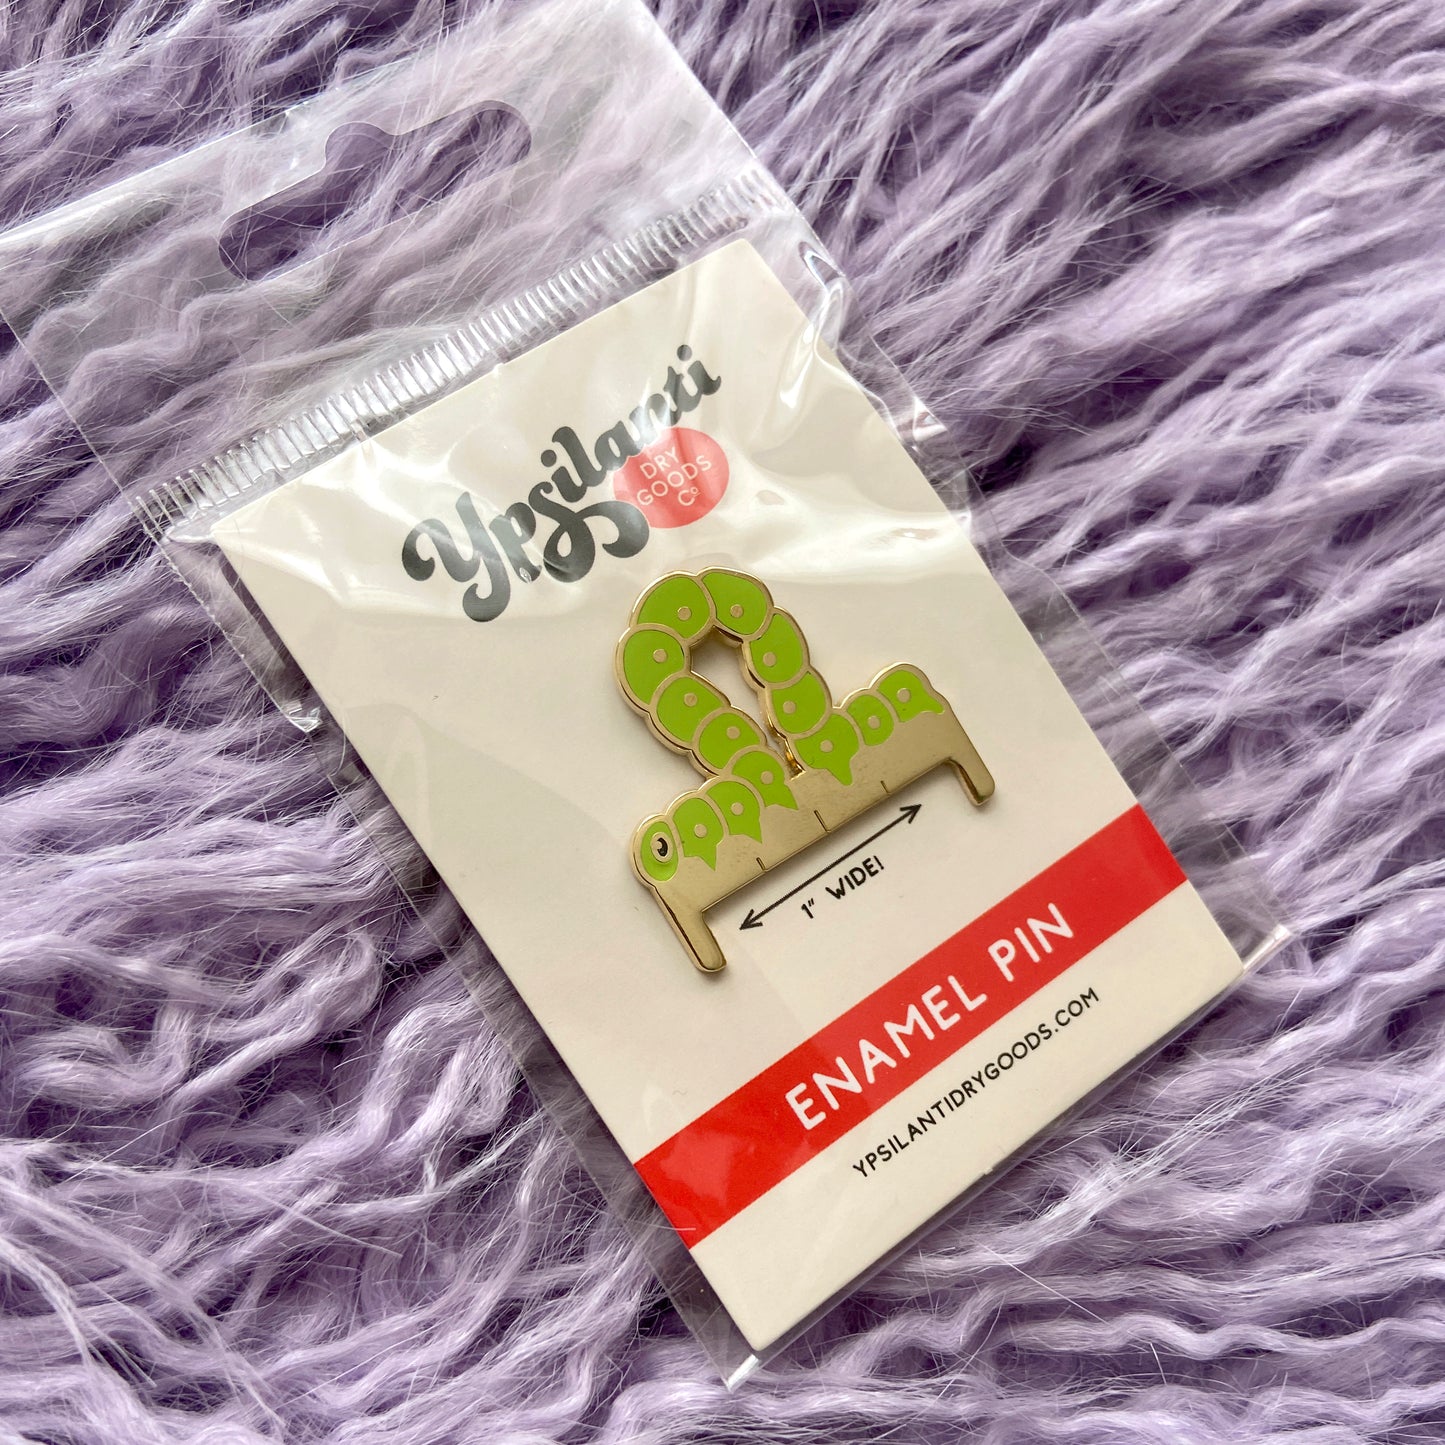 Ypsilanti
DRY
GOODS
Co
1" WIDE!
ENAMEL PIN
YPSILANTIDRYGOODS.COM